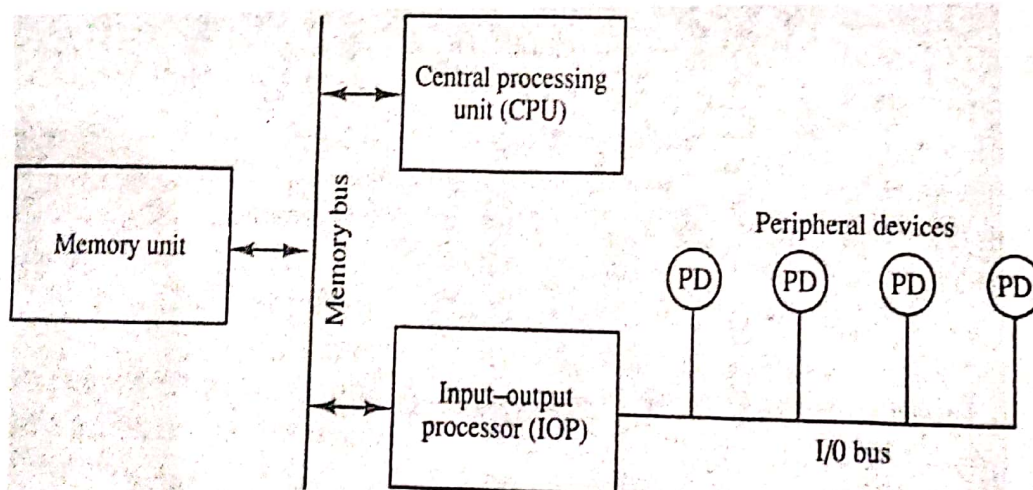 Central processing
unit (CPU)
Memory unit
Memory bus
Peripheral devices
PD
PD
PD
PD
Input–output
processor (IOP)
I/0 bus